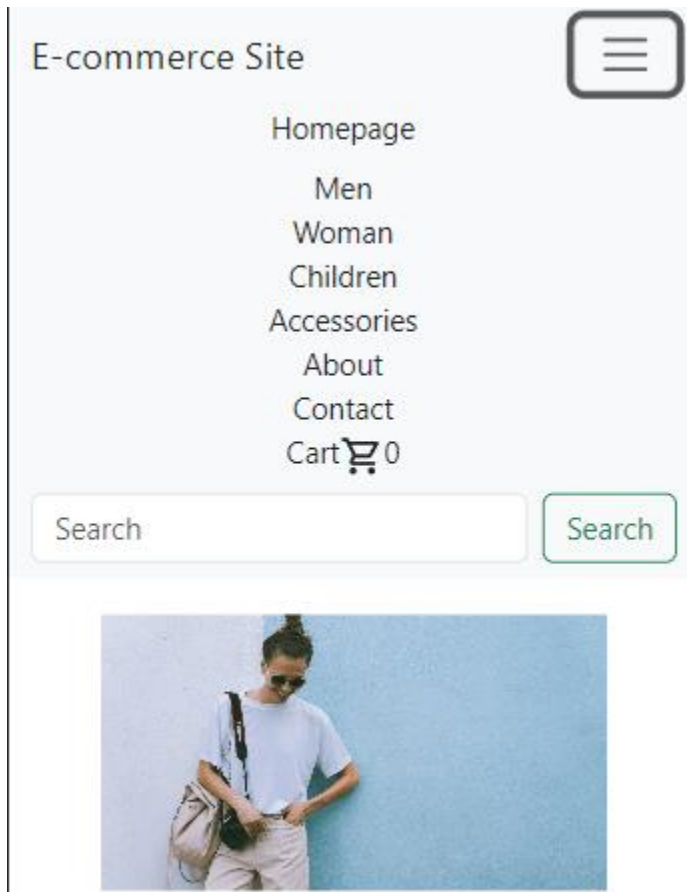 E-commerce Site
Homepage
Men
Woman
Children
Accessories
About
Contact
Cart 0
Search Search